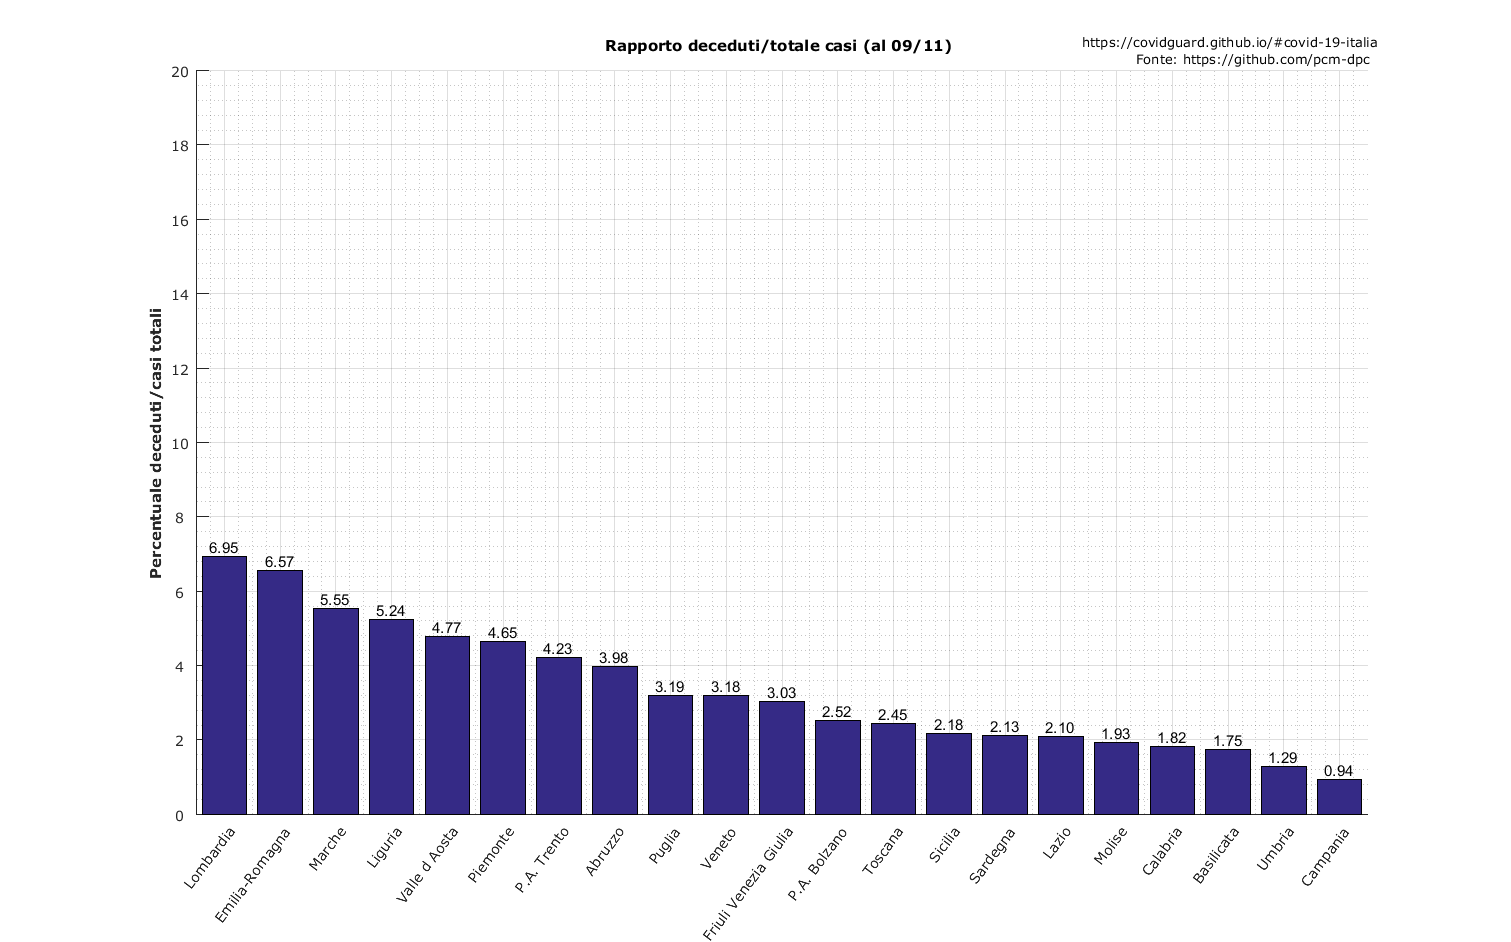 Rapporto deceduti/totale casi (al 09/11)
https://covidguard.github.io/#covid-19-italia
Fonte: https://github.com/pcm-dpc
Percentuale deceduti/casi totali
20
18
16
14
12
10
8
6
4
2
0
6.95
6.57
5.55
5.24
4.77
4.65
4.23
3.98
3.19
3.18
3.03
2.52
2.45
2.18
2.13
2.10
1.93
1.82
1.75
1.29
0.94
Lombardia
Emilia-Romagna
Marche
Liguria
Valle d Aosta
Piemonte
P.A. Trento
Abruzzo
Puglia
Veneto
Friuli Venezia Giulia
P.A. Bolzano
Toscana
Sicilia
Sardegna
Lazio
Molise
Calabria
Basilicata
Umbria
Campania